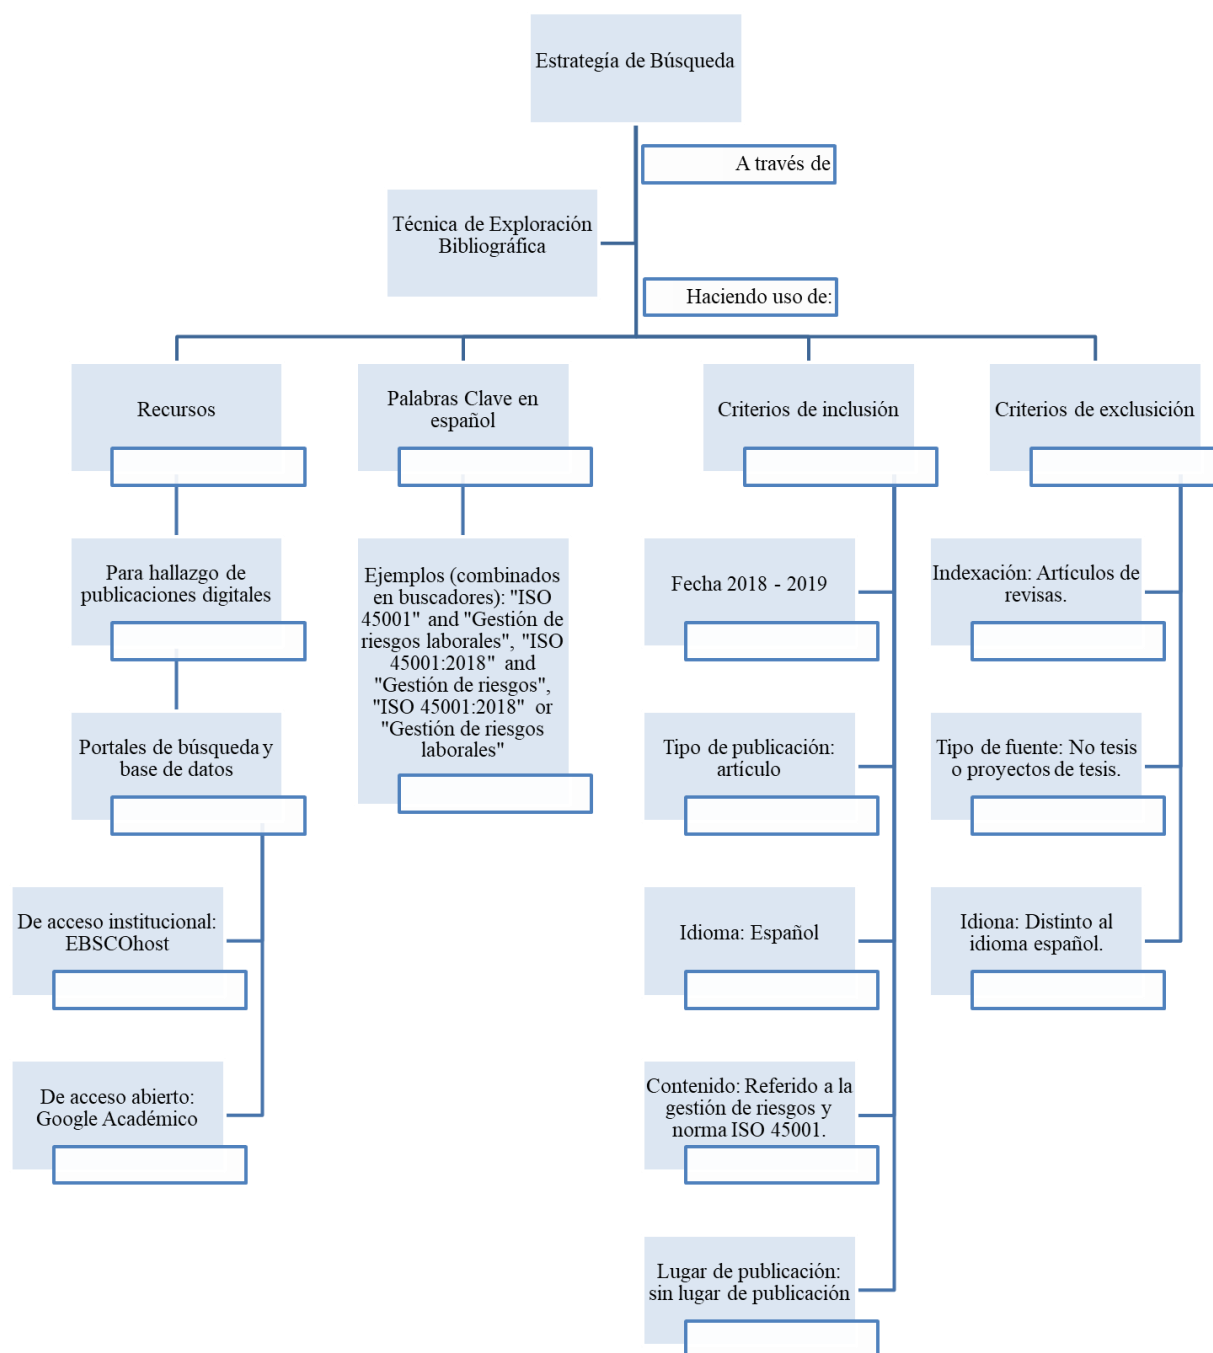 Estrategía de Búsqueda
A través de
Técnica de Exploración
Bibliográfica
Haciendo uso de:
Recursos
Palabras Clave en
español
Criterios de inclusión
Criterios de exclusición
Para hallazgo de
publicaciones digitales
Portales de búsqueda y
base de datos
De acceso institucional:
EBSCOhost
De acceso abierto:
Google Académico
Ejemplos (combinados
en buscadores): "ISO
45001" and "Gestión de
riesgos laborales", "ISO
45001:2018" and
"Gestión de riesgos",
"ISO 45001:2018" or
"Gestión de riesgos
laborales"
Fecha 2018 - 2019
Tipo de publicación:
artículo
Idioma: Español
Contenido: Referido a la
gestión de riesgos y
norma ISO 45001.
Lugar de publicación:
sin lugar de publicación
Indexación: Artículos de
revisas.
Tipo de fuente: No tesis
o proyectos de tesis.
Idiona: Distinto al
idioma español.